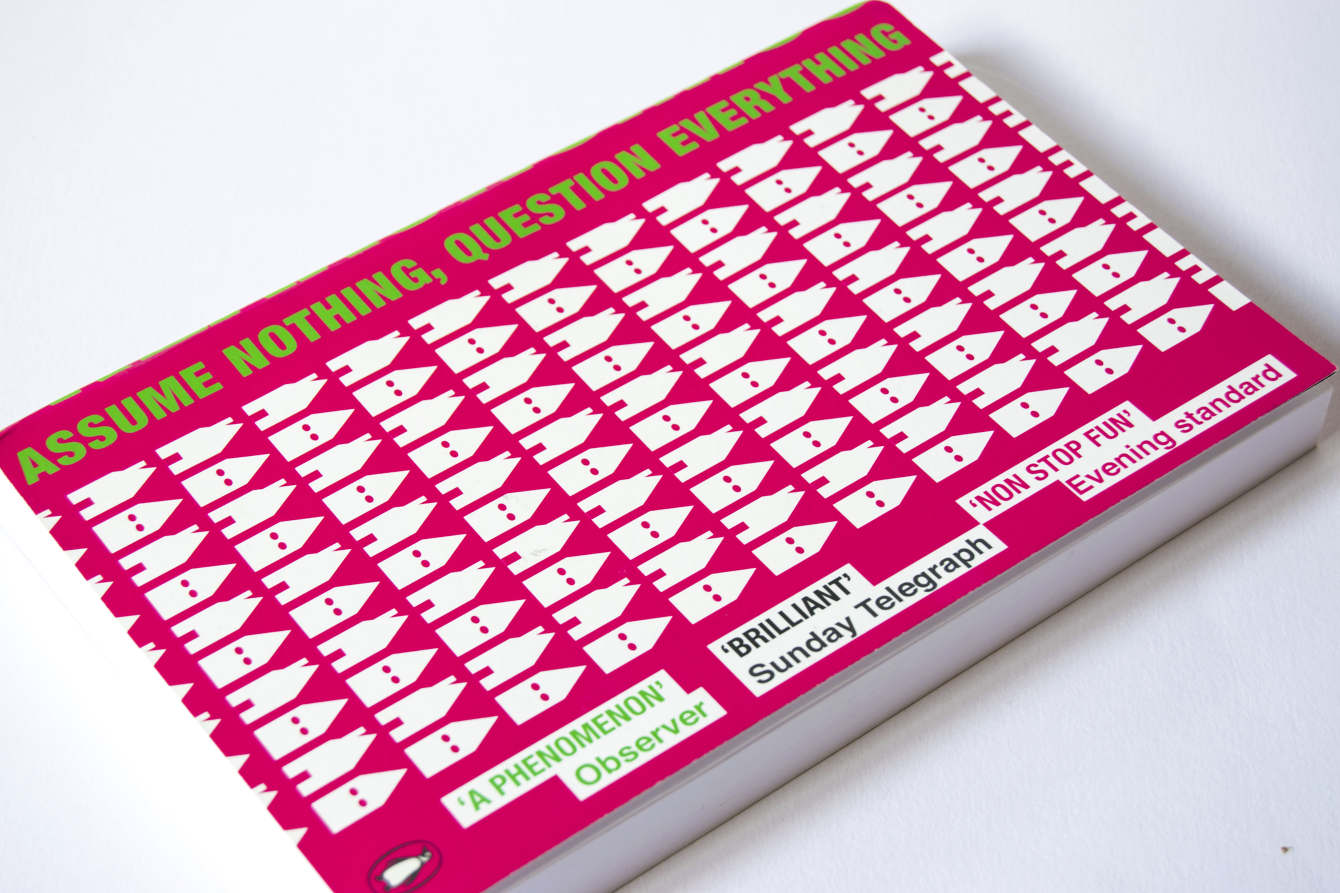 ASSUME NOTHING, QUESTION EVERYTHING
'A PHENOMENON'
Observer
'BRILLIANT'
Sunday Telegraph
'NON STOP FUN'
Evening standard